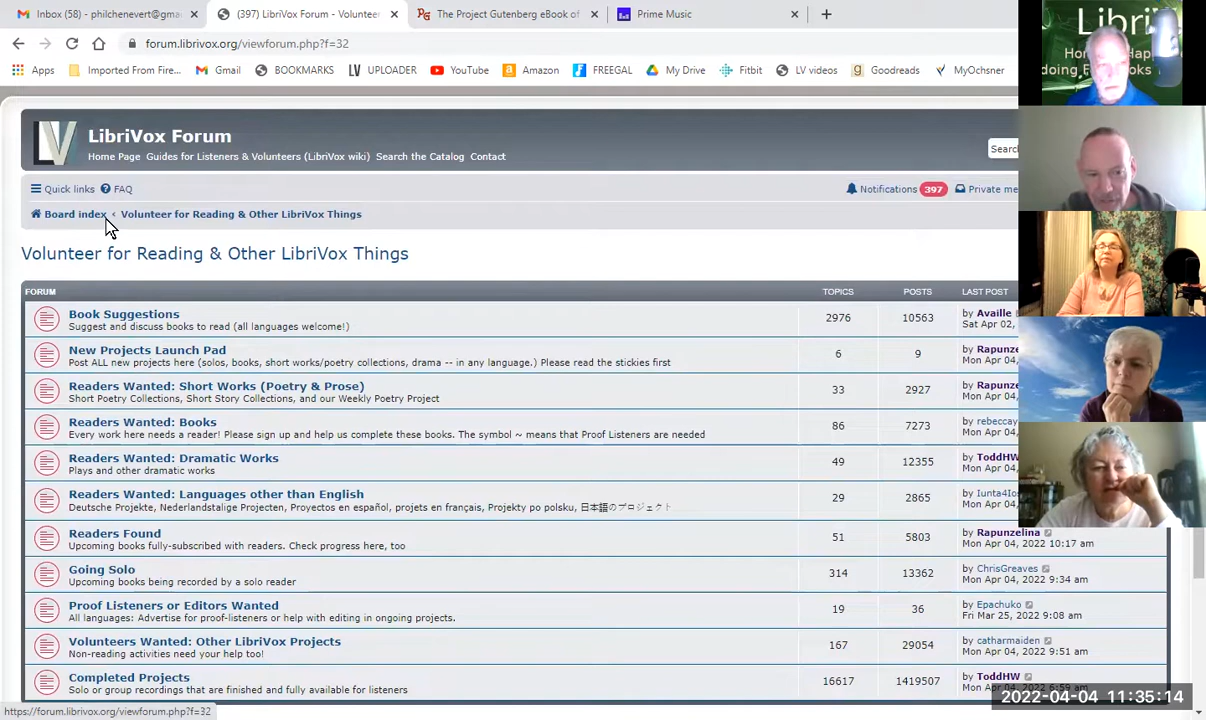 Inbox (58) - philchenevert@gma
(397) LibriVox Forum - Voluntee
The Project Gutenberg eBook of
Prime Music
forum.librivox.org/viewforum.php?f=32
Apps
Imported From Fire...
Gmail
BOOKMARKS
UPLOADER
YouTube
Amazon
FREEGAL
My Drive
Fitbit
LV videos
Goodreads
MyOchsner
LibriVox Forum
Home Page Guides for Listeners & Volunteers (LibriVox wiki) Search the Catalog Contact
Searc
Quick links FAQ
Notifications 397 Private me
Board index ‹ Volunteer for Reading & Other LibriVox Things
Volunteer for Reading & Other LibriVox Things
FORUM TOPICS POSTS LAST POST
Book Suggestions
Suggest and discuss books to read (all languages welcome!)
2976 10563
by Availle
Sat Apr 02,
New Projects Launch Pad
Post ALL new projects here (solos, books, short works/poetry collections, drama -- in any language.) Please read the stickies first
6 9
by Rapunze
Mon Apr 04,
Readers Wanted: Short Works (Poetry & Prose)
Short Poetry Collections, Short Story Collections, and our Weekly Poetry Project
33 2927
by Rapunze
Mon Apr 04,
Readers Wanted: Books
Every work here needs a reader! Please sign up and help us complete these books. The symbol ~ means that Proof Listeners are needed
86 7273
by rebeccay
Mon Apr 04,
Readers Wanted: Dramatic Works
Plays and other dramatic works
49 12355
by ToddHW
Mon Apr 04,
Readers Wanted: Languages other than English
Deutsche Projekte, Nederlandstalige Projecten, Proyectos en español, projets en français, Projekty po polsku, 日本語のプロジェクト
29 2865
by Iunta4Ios
Mon Apr 04,
Readers Found
Upcoming books fully-subscribed with readers. Check progress here, too
51 5803
by Rapunzelina
Mon Apr 04, 2022 10:17 am
Going Solo
Upcoming books being recorded by a solo reader
314 13362
by ChrisGreaves
Mon Apr 04, 2022 9:34 am
Proof Listeners or Editors Wanted
All languages: Advertise for proof-listeners or help with editing in ongoing projects.
19 36
by Epachuko
Fri Mar 25, 2022 9:08 am
Volunteers Wanted: Other LibriVox Projects
Non-reading activities need your help too!
167 29054
by catharmaiden
Mon Apr 04, 2022 9:51 am
Completed Projects
Solo or group recordings that are finished and fully available for listeners
16617 1419507
by ToddHW
https://forum.librivox.org/viewforum.php?f=32
2022-04-04 11:35:14